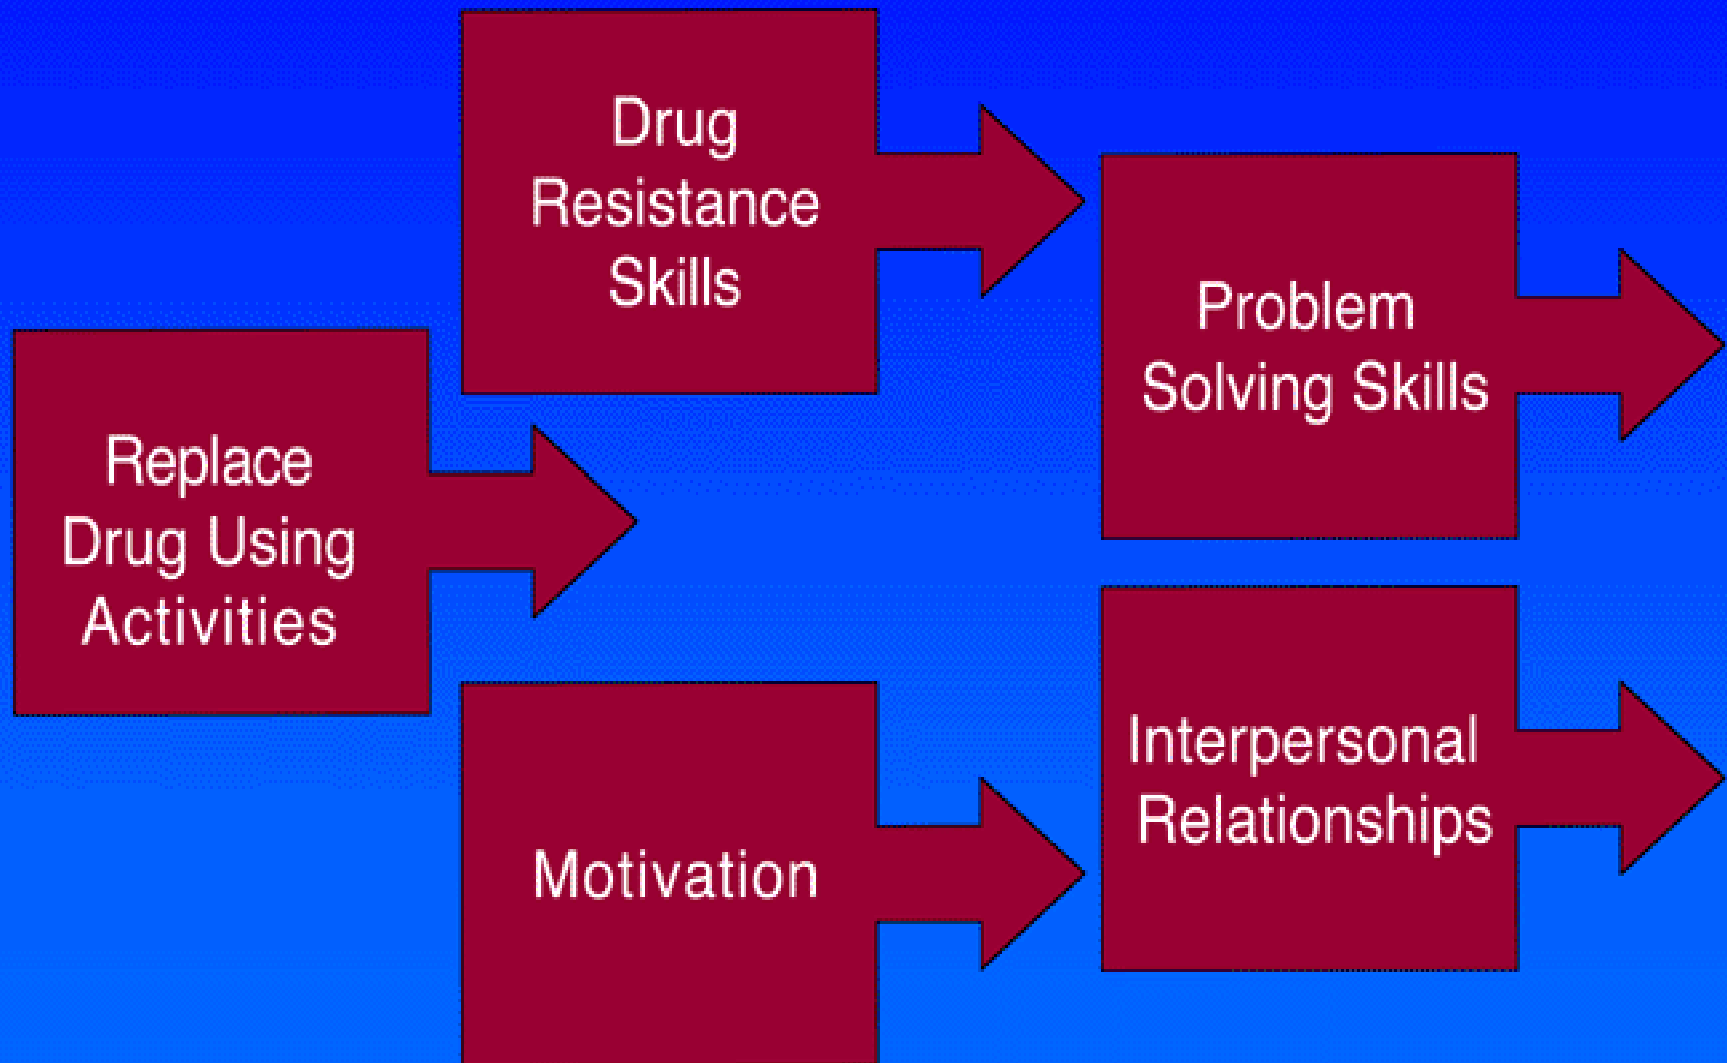 Drug
Resistance
Skills
Problem
Solving Skills
Replace
Drug Using
Activities
Interpersonal
Relationships
Motivation